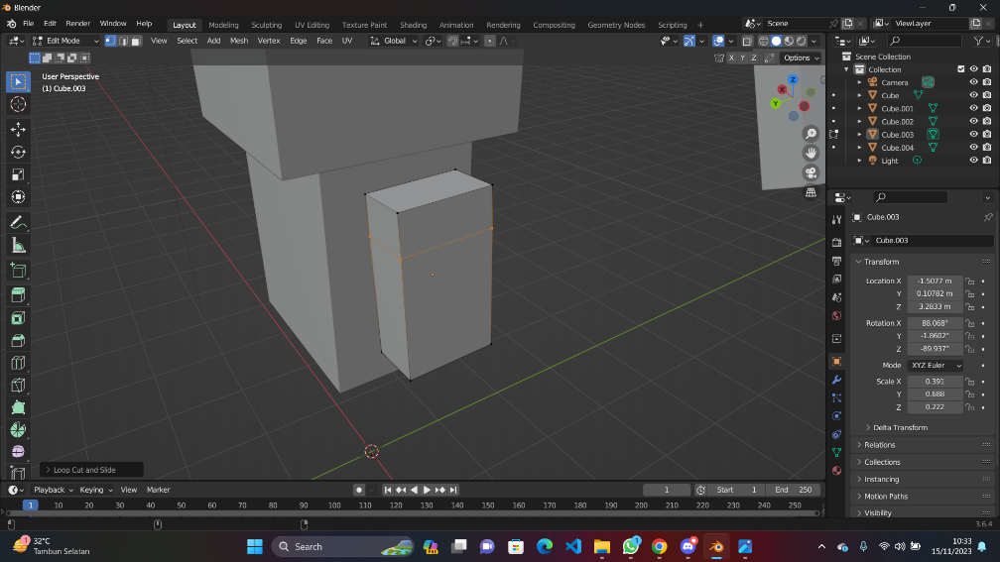 Blender
File Edit Render Window Help Layout Modeling Sculpting UV Editing Texture Paint Shading Animation Rendering Compositing Geometry Nodes Scripting + Scene ViewLayer
Edit Mode View Select Add Mesh Vertex Edge Face UV Global
X Y Z Options
User Perspective
(1) Cube.003
Z
X
Y
Scene Collection
Collection
Camera
Cube
Cube.001
Cube.002
Cube.003
Cube.004
Light
Cube.003
Cube.003
Transform
Location X -1.5077 m
Y 0.10782 m
Z 3.2833 m
Rotation X 88.068°
Y -1.8602°
Z -89.937°
Mode XYZ Euler
Scale X 0.391
Y 0.688
Z 0.222
Delta Transform
Relations
Collections
Instancing
Motion Paths
Visibility
Loop Cut and Slide
Playback Keying View Marker 1 Start 1 End 250
1 10 20 30 40 50 60 70 80 90 100 110 120 130 140 150 160 170 180 190 200 210 220 230 240 250
3.6.4
1
32°C
Tambun Selatan
Search
1
10:33
15/11/2023